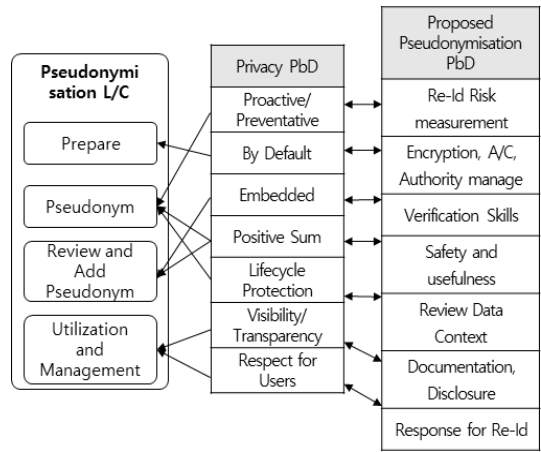 Pseudonymi
sation L/C
Prepare
Pseudonym
Review and
Add
Pseudonym
Utilization
and
Management
Privacy PbD
Proactive/
Preventative
By Default
Embedded
Positive Sum
Lifecycle
Protection
Visibility/
Transparency
Respect for
Users
Proposed
Pseudonymisation
PbD
Re-Id Risk
measurement
Encryption, A/C,
Authority manage
Verification Skills
Safety and
usefulness
Review Data
Context
Documentation,
Disclosure
Response for Re-Id